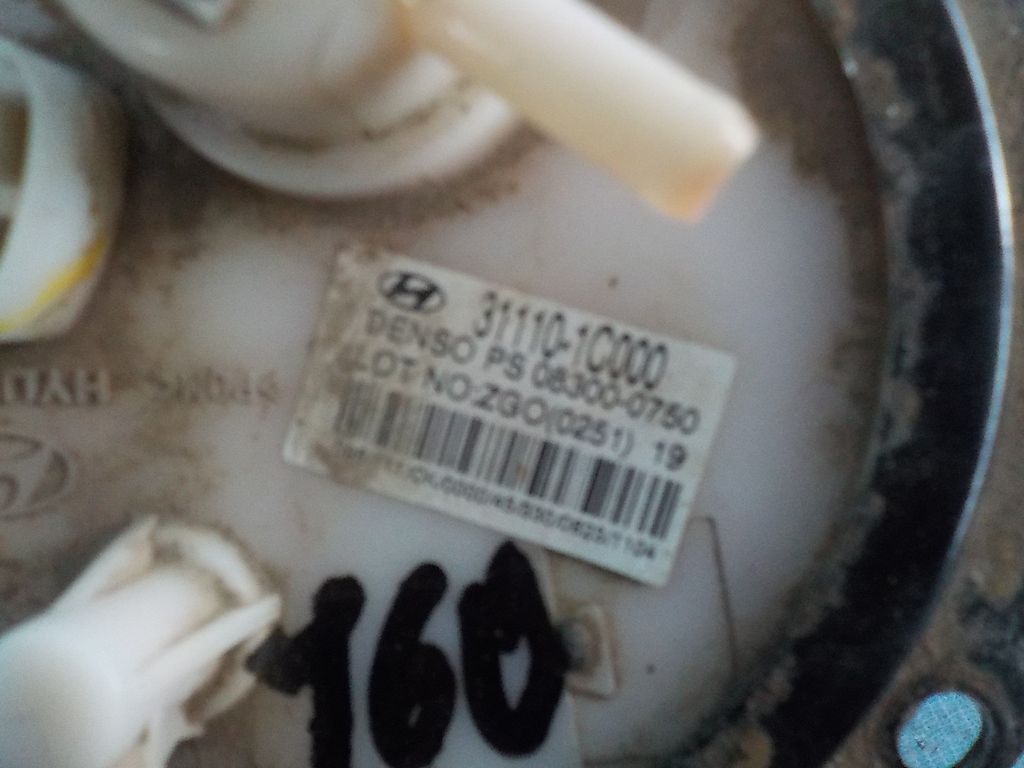 31110-1C000
DENSO PS 08300-0750
LOT NO:ZGO(0251) 19
160